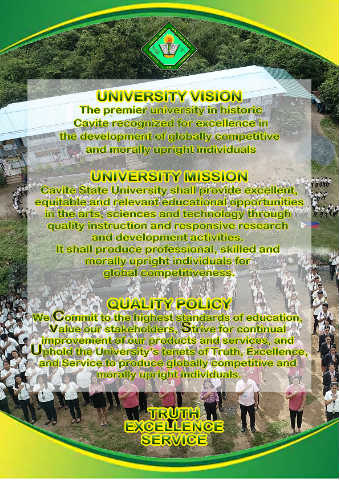 UNIVERSITY VISION
The premier university in historic
Cavite recognized for excellence in
the development of globally competitive
and morally upright individuals
UNIVERSITY MISSION
Cavite State University shall provide excellent,
equitable and relevant educational opportunities
in the arts, sciences and technology through
quality instruction and responsive research
and development activities.
It shall produce professional, skilled and
morally upright individuals for
global competitiveness.
QUALITY POLICY
We Commit to the highest standards of education,
Value our stakeholders, Strive for continual
improvement of our products and services, and
Uphold the University's tenets of Truth, Excellence,
and Service to produce globally competitive and
morally upright individuals.
TRUTH
EXCELLENCE
SERVICE